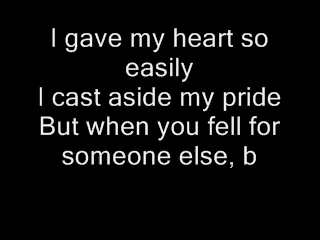 I gave my heart so
easily
I cast aside my pride
But when you fell for
someone else, b